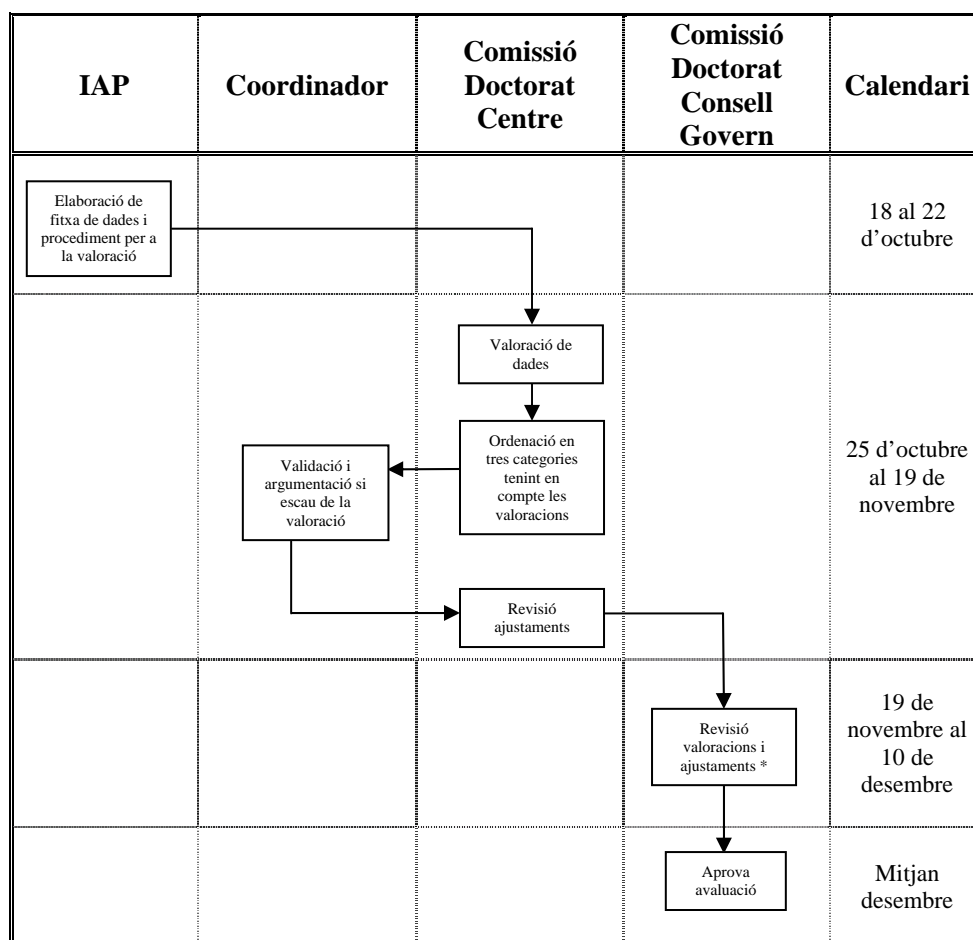 IAP
Coordinador
Comissió
Doctorat
Centre
Comissió
Doctorat
Consell
Govern
Calendari
Elaboració de
fitxa de dades i
procediment per a
la valoració
18 al 22
d’octubre
Valoració de
dades
Ordenació en
tres categories
tenint en
compte les
valoracions
Validació i
argumentació si
escau de la
valoració
Revisió
ajustaments
25 d’octubre
al 19 de
novembre
Revisió
valoracions i
ajustaments *
19 de
novembre al
10 de
desembre
Aprova
avaluació
Mitjan
desembre